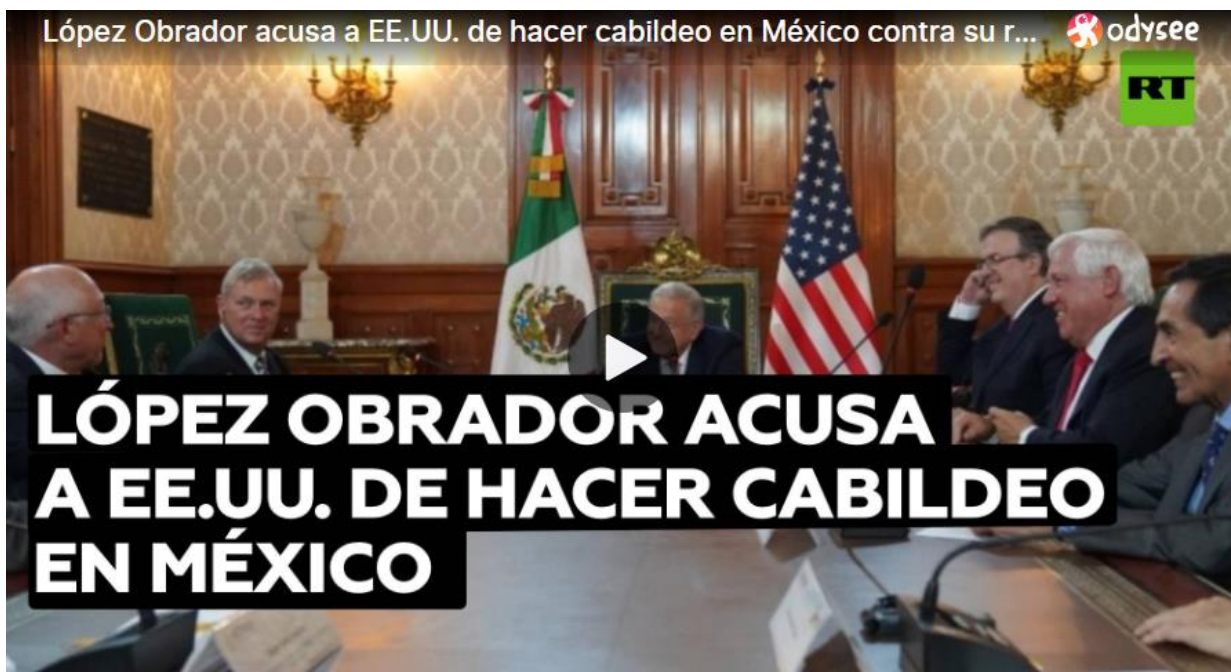 López Obrador acusa a EE.UU. de hacer cabildeo en México contra su r...
odysee
RT
LÓPEZ OBRADOR ACUSA
A EE.UU. DE HACER CABILDEO
EN MÉXICO